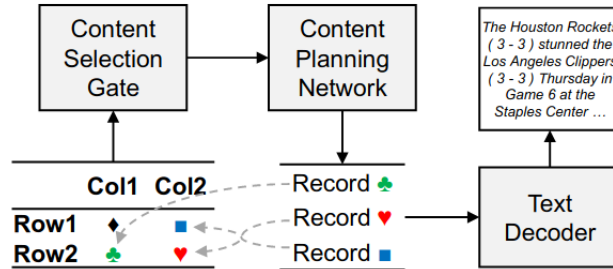 Content
Selection
Gate
Content
Planning
Network
The Houston Rockets
( 3 - 3 ) stunned the
Los Angeles Clippers
( 3 - 3 ) Thursday in
Game 6 at the
Staples Center ...
Col1 Col2
Row1 ♦ ■
Row2 ♣ ♥
Record ♣
Record ♥
Record ■
Text
Decoder